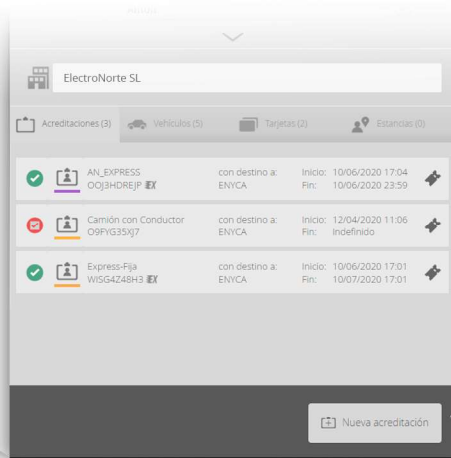 ElectroNorte SL
Acreditaciones (3) Vehículos (5) Tarjetas (2) Estancias (0)
AN_EXPRESS con destino a: Inicio: 10/06/2020 17:04
OOJ3HDREJP EX ENYCA Fin: 10/06/2020 23:59
Camión con Conductor con destino a: Inicio: 12/04/2020 11:06
O9FYG35XJ7 ENYCA Fin: Indefinido
Express-Fija con destino a: Inicio: 10/06/2020 17:01
WISG4Z48H3 EX ENYCA Fin: 10/07/2020 17:01
Nueva acreditación